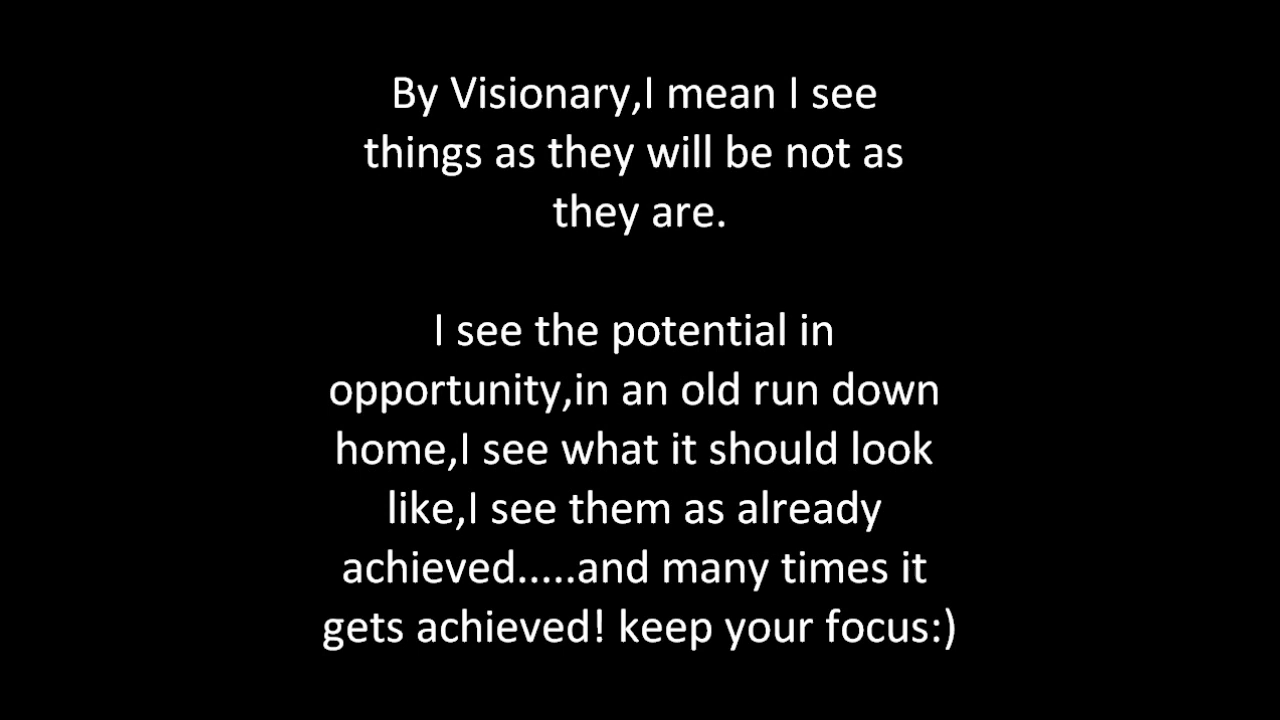 By Visionary,I mean I see
things as they will be not as
they are.
I see the potential in
opportunity,in an old run down
home,I see what it should look
like,I see them as already
achieved.....and many times it
gets achieved! keep your focus:)